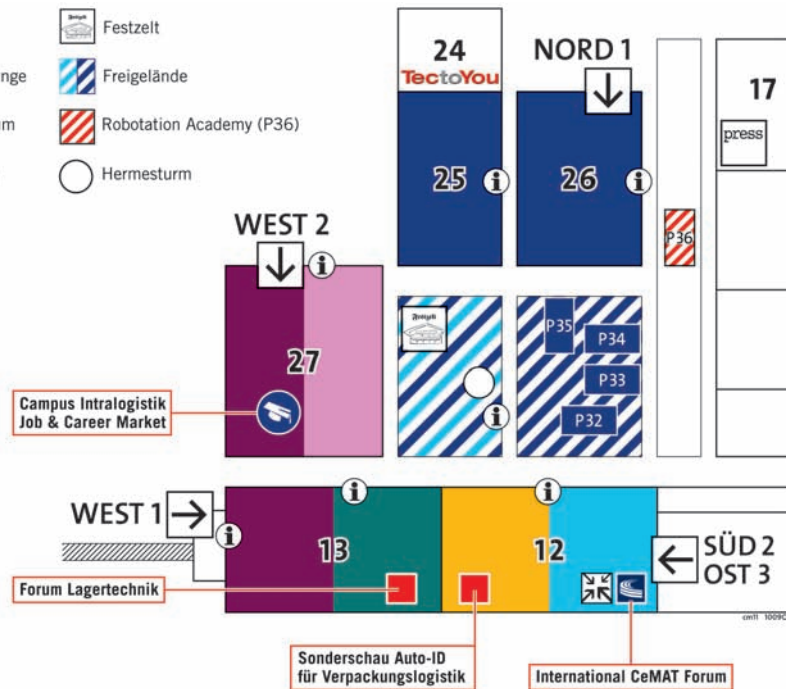 Festzelt
nge
Freigelände
um
Robotation Academy (P36)
Hermesturm
24
TectoYou
NORD 1
17
press
25
i
26
i
P36
WEST 2
i
27
Festzelt
P35
P34
P33
P32
i
Campus Intralogistik
Job & Career Market
WEST 1
i
i
i
13
12
SÜD 2
OST 3
Forum Lagertechnik
Sonderschau Auto-ID
für Verpackungslogistik
International CeMAT Forum